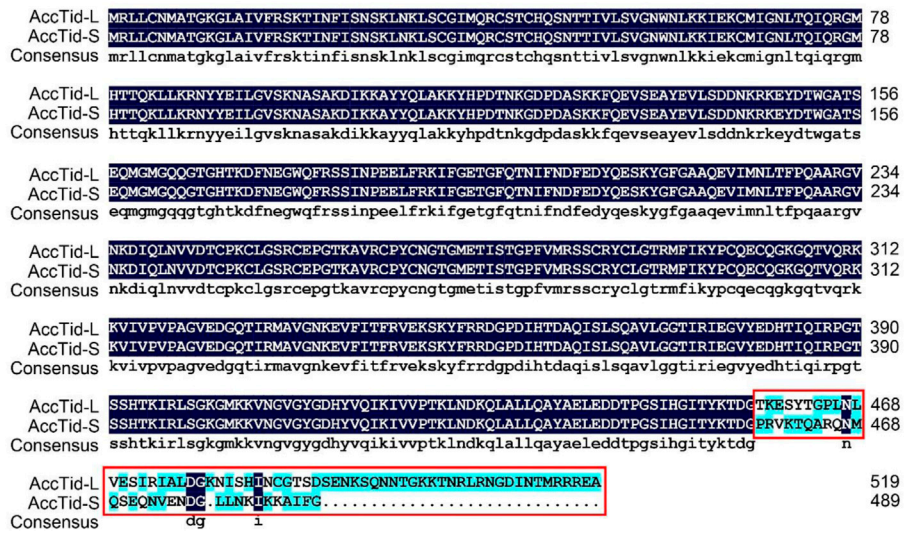 AccTid-L MRLLCNMATGKGLAIVFRSKTINFISNSKLNKLSCGIMQRCSTCHQSNTTIVLSVGNWNLKKIEKCMIGNLTQIQRGM 78
AccTid-S MRLLCNMATGKGLAIVFRSKTINFISNSKLNKLSCGIMQRCSTCHQSNTTIVLSVGNWNLKKIEKCMIGNLTQIQRGM 78
Consensus mrllcnmatgkglaivfrsktinfisnsklnklscgimqrcstchqsnttivlsvgnwnlkkiekcmignltqiqrgm
AccTid-L HTTQKLLKRNYYEILGVSKNASAKDIKKAYYQLAKKYHPDTNKGDPDASKKFQEVSEAYEVLSDDNKRKEYDTWGATS 156
AccTid-S HTTQKLLKRNYYEILGVSKNASAKDIKKAYYQLAKKYHPDTNKGDPDASKKFQEVSEAYEVLSDDNKRKEYDTWGATS 156
Consensus httqkllkrnyyeilgvsknasakdikkayyqlakkyhpdtnkgdpdaskkfqevseayevlsddnkrkeydtwgats
AccTid-L EQMGMGQQGTGHTKDFNEGWQFRSSINPEELFRKIFGETGFQTNIFNDFEDYQESKYGFGAAQEVIMNLTFPQAARGV 234
AccTid-S EQMGMGQQGTGHTKDFNEGWQFRSSINPEELFRKIFGETGFQTNIFNDFEDYQESKYGFGAAQEVIMNLTFPQAARGV 234
Consensus eqmgmgqqgtghtkdfnegwqfrssinpeelfrkifgetgfqtnifndfedyqeskygfgaaqevimnltfpqaargv
AccTid-L NKDIQLNVVDTCPKCLGSRCEPGTKAVRCPYCNGTGMETISTGPFVMRSSCRYCLGTRMFIKYPCQECQGKGQTVQRK 312
AccTid-S NKDIQLNVVDTCPKCLGSRCEPGTKAVRCPYCNGTGMETISTGPFVMRSSCRYCLGTRMFIKYPCQECQGKGQTVQRK 312
Consensus nkdiqlnvvdtcpkclgsrcepgtkavrcpycngtgmetistgpfvmrsscryclgtrmfikypcqecqgkgqtvqrk
AccTid-L KVIVPVPAGVEDGQTIRMAVGNKEVFITFRVEKSKYFRRDGPDIHTDAQISLSQAVLGGTIRIEGVYEDHTIQIRPGT 390
AccTid-S KVIVPVPAGVEDGQTIRMAVGNKEVFITFRVEKSKYFRRDGPDIHTDAQISLSQAVLGGTIRIEGVYEDHTIQIRPGT 390
Consensus kvivpvpagvedgqtirmavgnkevfitfrvekskyfrrdgpdihtdaqislsqavlggtiriegvyedhtiqirpgt
AccTid-L SSHTKIRLSGKGMKKVNGVGYGDHYVQIKIVVPTKLNDKQLALLQAYAELEDDTPGSIHGITYKTDGTKESYTGPLNL 468
AccTid-S SSHTKIRLSGKGMKKVNGVGYGDHYVQIKIVVPTKLNDKQLALLQAYAELEDDTPGSIHGITYKTDGPRVKTQARQNM 468
Consensus sshtkirlsgkgmkkvngvgygdhyvqikivvptklndkqlallqayaeleddtpgsihgityktdg n
AccTid-L VESIRIALDGKNISHINCGTSDSENKSQNNTGKKTNRLRNGDINTMRRREA 519
AccTid-S QSEQNVENDG.LLNKIKKAIFG............................. 489
Consensus dg i